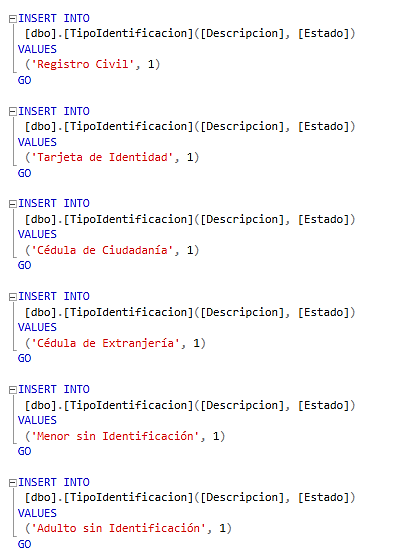 INSERT INTO
[dbo].[TipoIdentificacion]([Descripcion], [Estado])
VALUES
('Registro Civil', 1)
GO
INSERT INTO
[dbo].[TipoIdentificacion]([Descripcion], [Estado])
VALUES
('Tarjeta de Identidad', 1)
GO
INSERT INTO
[dbo].[TipoIdentificacion]([Descripcion], [Estado])
VALUES
('Cédula de Ciudadanía', 1)
GO
INSERT INTO
[dbo].[TipoIdentificacion]([Descripcion], [Estado])
VALUES
('Cédula de Extranjería', 1)
GO
INSERT INTO
[dbo].[TipoIdentificacion]([Descripcion], [Estado])
VALUES
('Menor sin Identificación', 1)
GO
INSERT INTO
[dbo].[TipoIdentificacion]([Descripcion], [Estado])
VALUES
('Adulto sin Identificación', 1)
GO